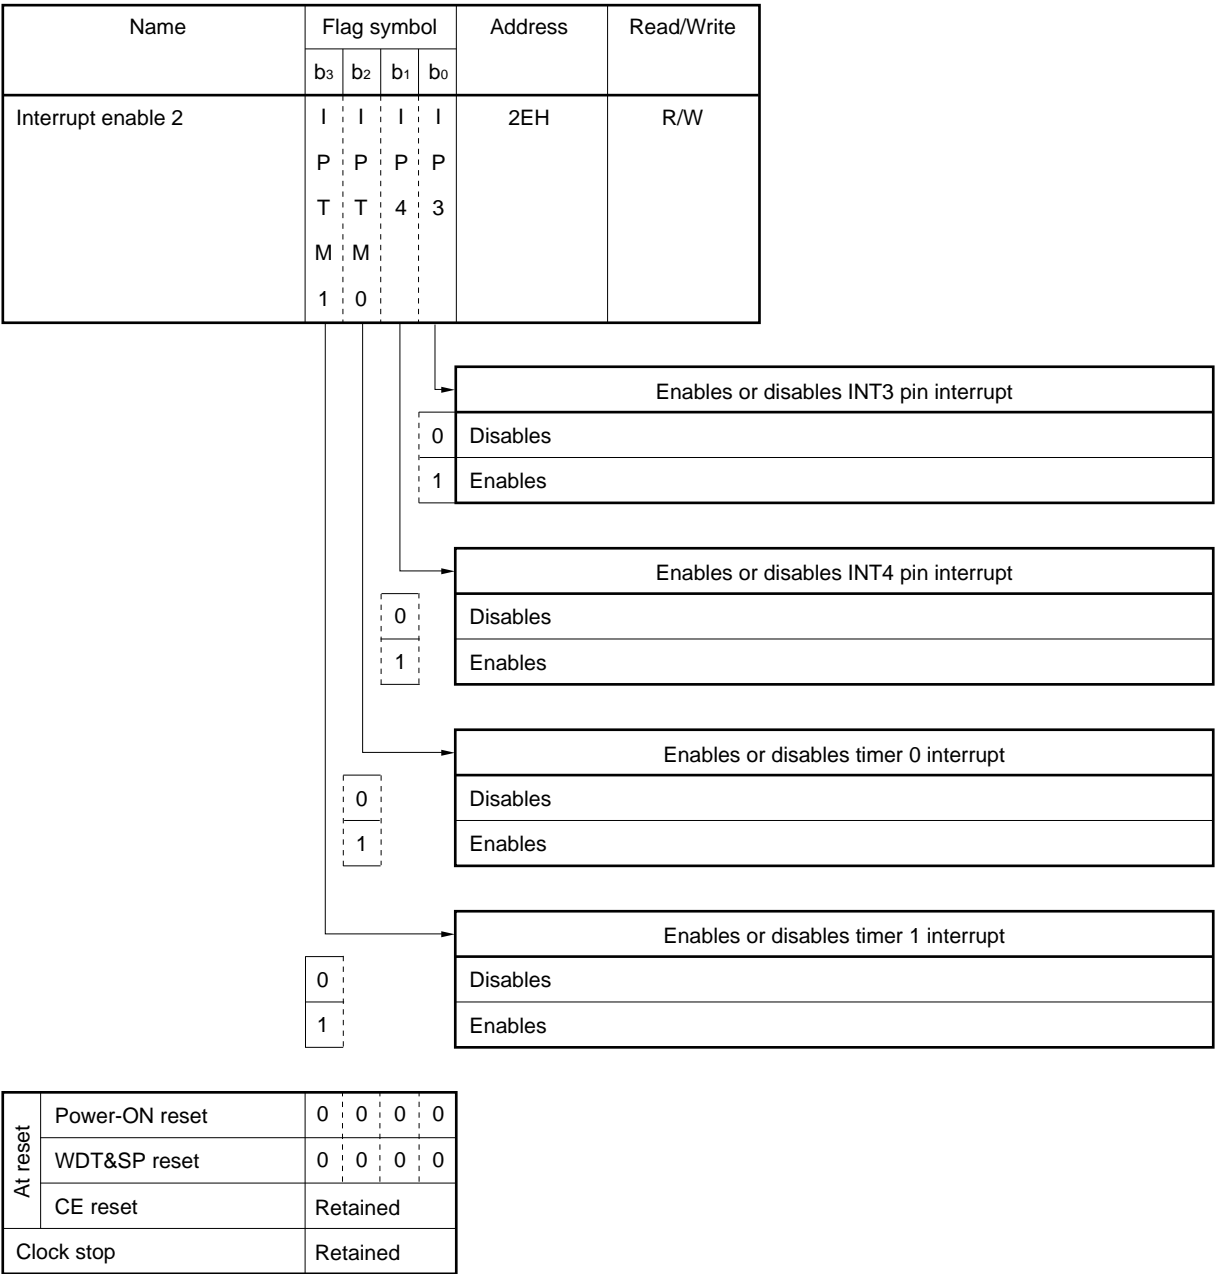 Name Flag symbol Address Read/Write
b3 b2 b1 b0
Interrupt enable 2 I I I I 2EH R/W
P P P P
T T 4 3
M M
1 0
Enables or disables INT3 pin interrupt
0 Disables
1 Enables
Enables or disables INT4 pin interrupt
0 Disables
1 Enables
Enables or disables timer 0 interrupt
0 Disables
1 Enables
Enables or disables timer 1 interrupt
0 Disables
1 Enables
At reset
Power-ON reset 0 0 0 0
WDT&SP reset 0 0 0 0
CE reset Retained
Clock stop Retained